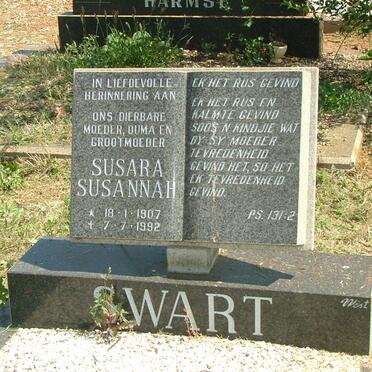 HARMSE
IN LIEFDEVOLLE
HERINNERING AAN
ONS DIERBARE
MOEDER, OUMA EN
GROOTMOEDER
SUSARA
SUSANNAH
* 18-1-1907
† 7-7-1992
EK HET RUS GEVIND
EK HET RUS EN
KALMTE GEVIND
SOOS 'N KINDJIE WAT
BY SY MOEDER
TEVREDENHEID
GEVIND HET, SO HET
EK TEVREDENHEID
GEVIND.
PS. 131-2
SWART
West